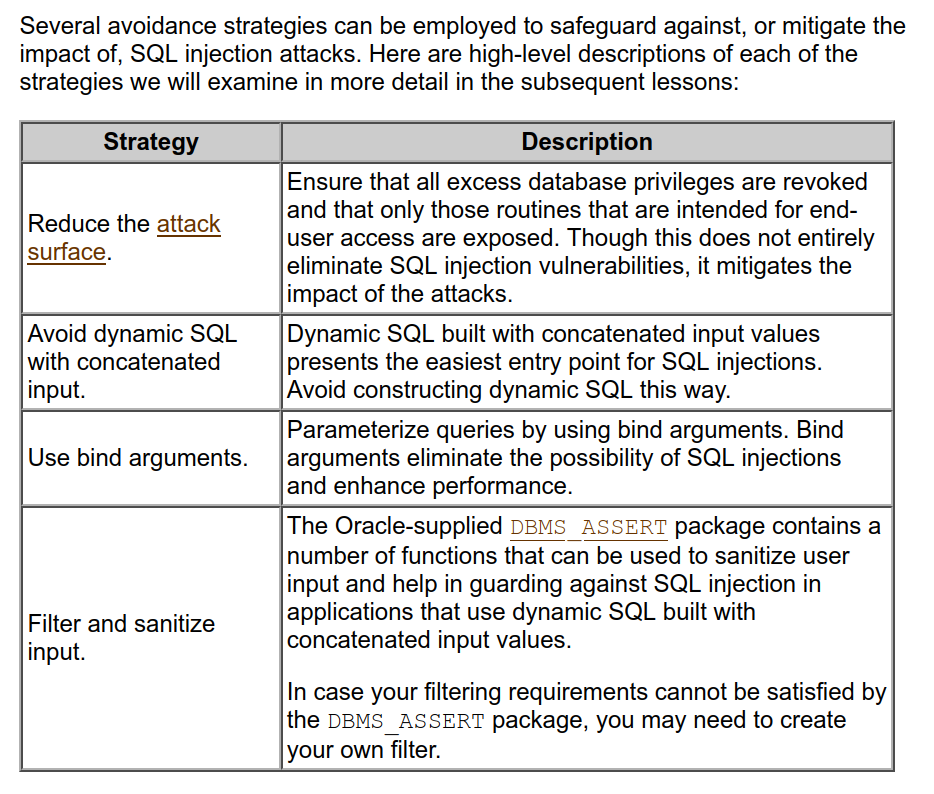 Several avoidance strategies can be employed to safeguard against, or mitigate the
impact of, SQL injection attacks. Here are high-level descriptions of each of the
strategies we will examine in more detail in the subsequent lessons:
Strategy
Description
Reduce the attack
surface.
Ensure that all excess database privileges are revoked
and that only those routines that are intended for end-
user access are exposed. Though this does not entirely
eliminate SQL injection vulnerabilities, it mitigates the
impact of the attacks.
Avoid dynamic SQL
with concatenated
input.
Dynamic SQL built with concatenated input values
presents the easiest entry point for SQL injections.
Avoid constructing dynamic SQL this way.
Use bind arguments.
Parameterize queries by using bind arguments. Bind
arguments eliminate the possibility of SQL injections
and enhance performance.
Filter and sanitize
input.
The Oracle-supplied DBMS_ASSERT package contains a
number of functions that can be used to sanitize user
input and help in guarding against SQL injection in
applications that use dynamic SQL built with
concatenated input values.
In case your filtering requirements cannot be satisfied by
the DBMS_ASSERT package, you may need to create
your own filter.